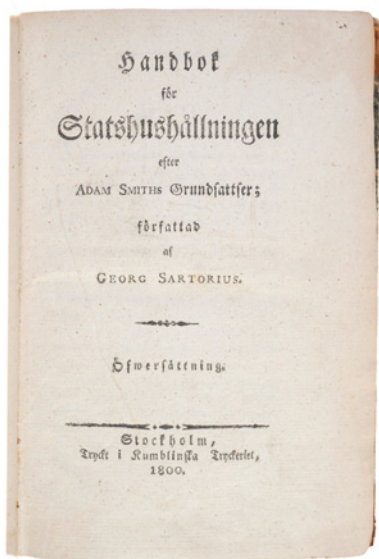 Handbok
för
Statshushållningen
efter
ADAM SMITHS Grundsattser;
författad
af
GEORG SARTORIUS.
Öfwersättning.
Stockholm,
Tryckt i Kumblinska Tryckeriet,
1800.